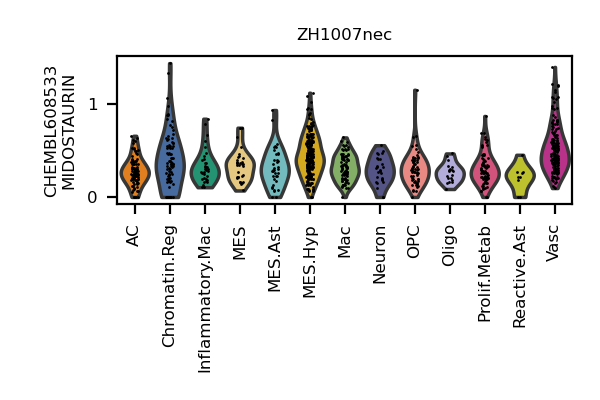 ZH1007nec
CHEMBL608533
MIDOSTAURIN
1
0
AC
Chromatin.Reg
Inflammatory.Mac
MES
MES.Ast
MES.Hyp
Mac
Neuron
OPC
Oligo
Prolif.Metab
Reactive.Ast
Vasc